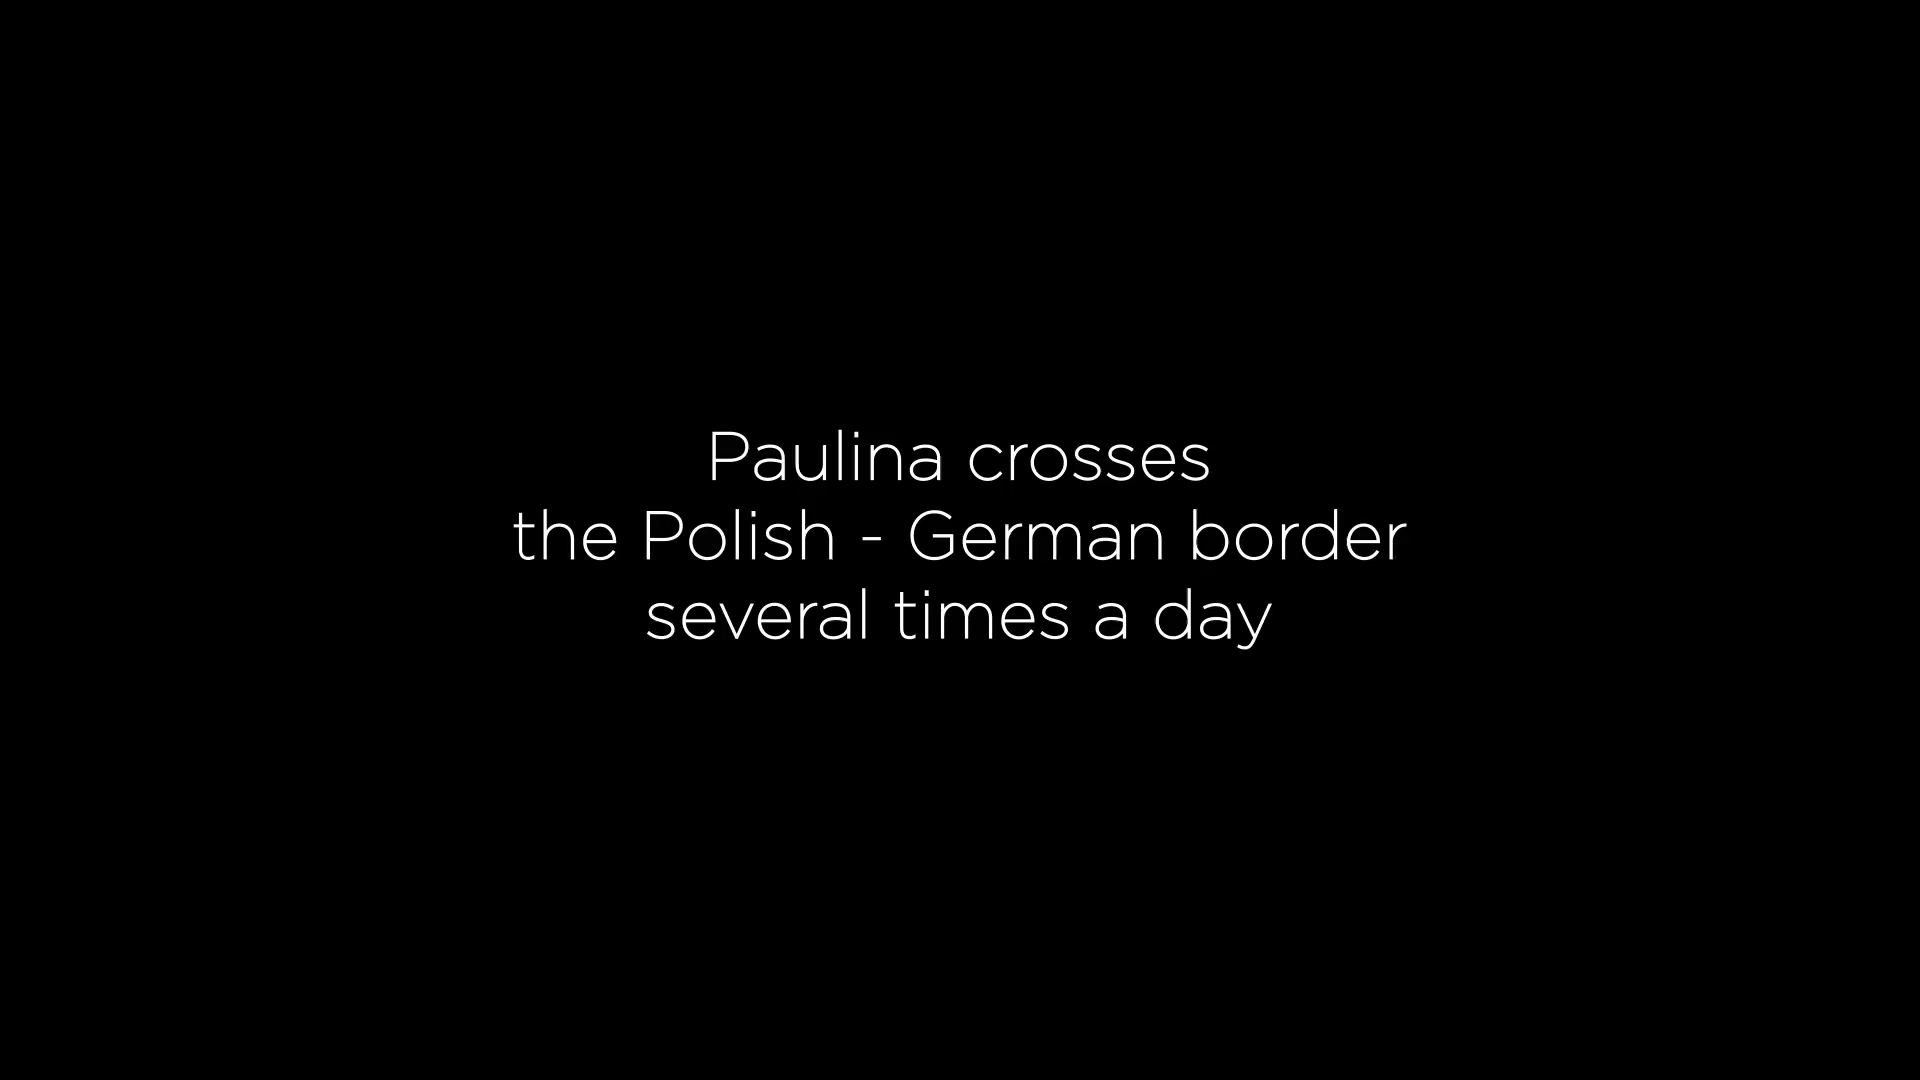 Paulina crosses
the Polish - German border
several times a day